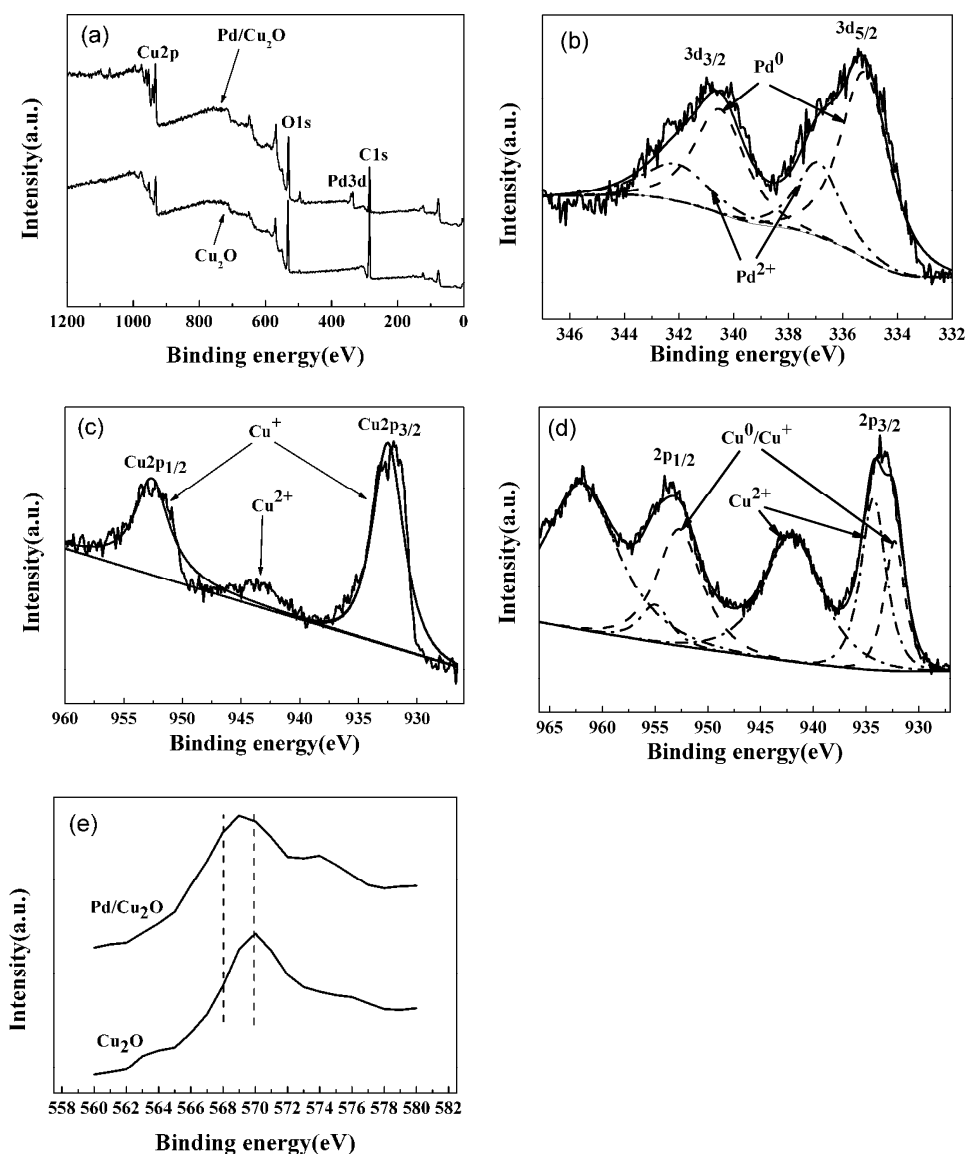 (a)
Pd/Cu₂O
Cu2p
O1s
C1s
Pd3d
Cu₂O
Intensity(a.u.)
1200 1000 800 600 400 200 0
Binding energy(eV)
(b)
3d₃/₂
Pd⁰
3d₅/₂
Pd²⁺
Intensity(a.u.)
346 344 342 340 338 336 334 332
Binding energy(eV)
(c)
Cu⁺
Cu2p₃/₂
Cu2p₁/₂
Cu²⁺
Intensity(a.u.)
960 955 950 945 940 935 930
Binding energy(eV)
(d)
Cu⁰/Cu⁺
2p₃/₂
2p₁/₂
Cu²⁺
Intensity(a.u.)
965 960 955 950 945 940 935 930
Binding energy(eV)
(e)
Pd/Cu₂O
Cu₂O
Intensity(a.u.)
558 560 562 564 566 568 570 572 574 576 578 580 582
Binding energy(eV)